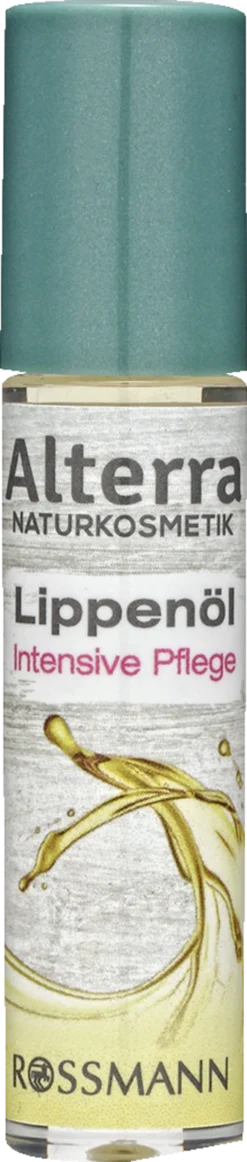 Alterra
NATURKOSMETIK
Lippenöl
Intensive Pflege
ROSSMANN